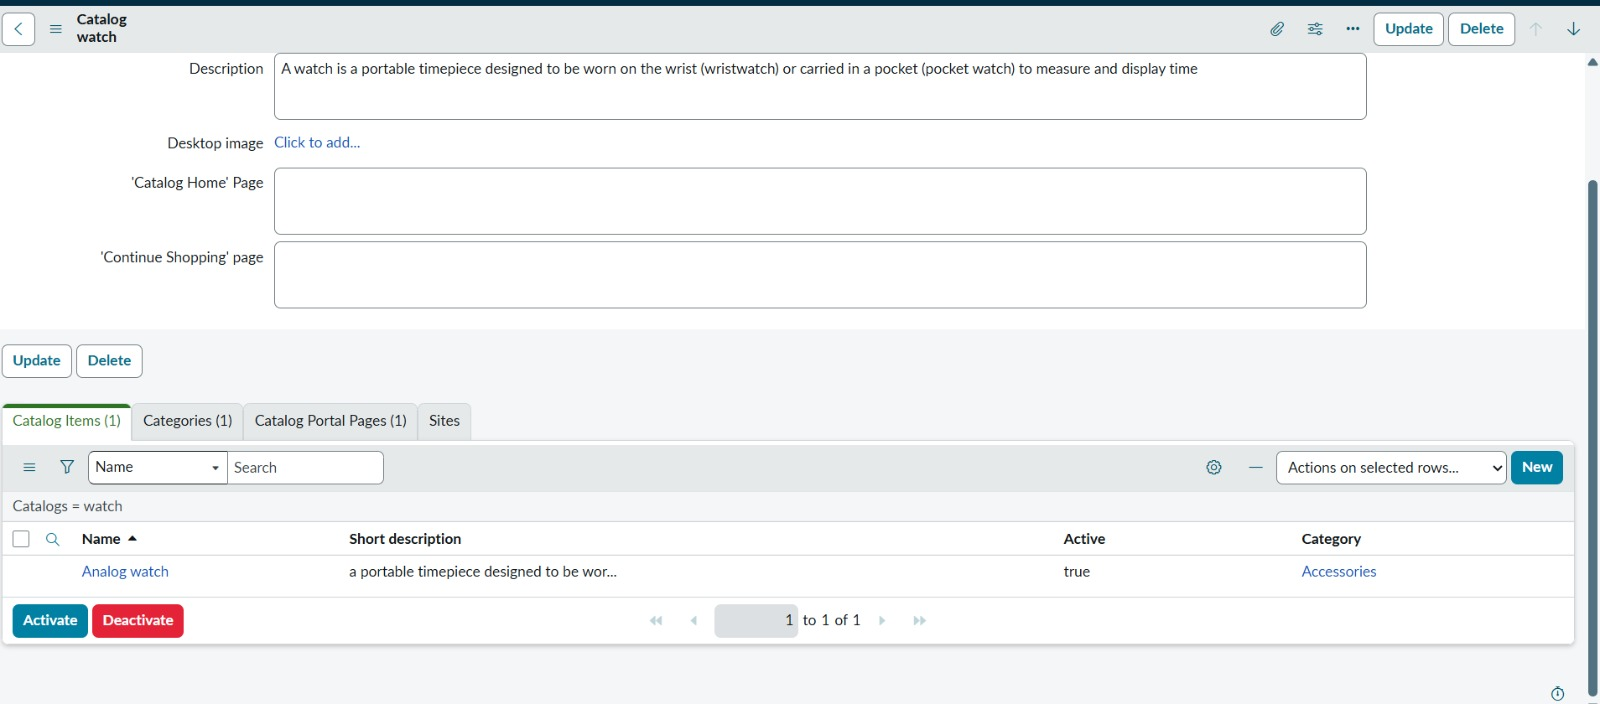 Catalog
watch
Update
Delete
Description
A watch is a portable timepiece designed to be worn on the wrist (wristwatch) or carried in a pocket (pocket watch) to measure and display time
Desktop image
Click to add...
'Catalog Home' Page
'Continue Shopping' page
Update
Delete
Catalog Items (1)
Categories (1)
Catalog Portal Pages (1)
Sites
Name
Search
Actions on selected rows...
New
Catalogs = watch
Name
Short description
Active
Category
Analog watch
a portable timepiece designed to be wor...
true
Accessories
Activate
Deactivate
1 to 1 of 1